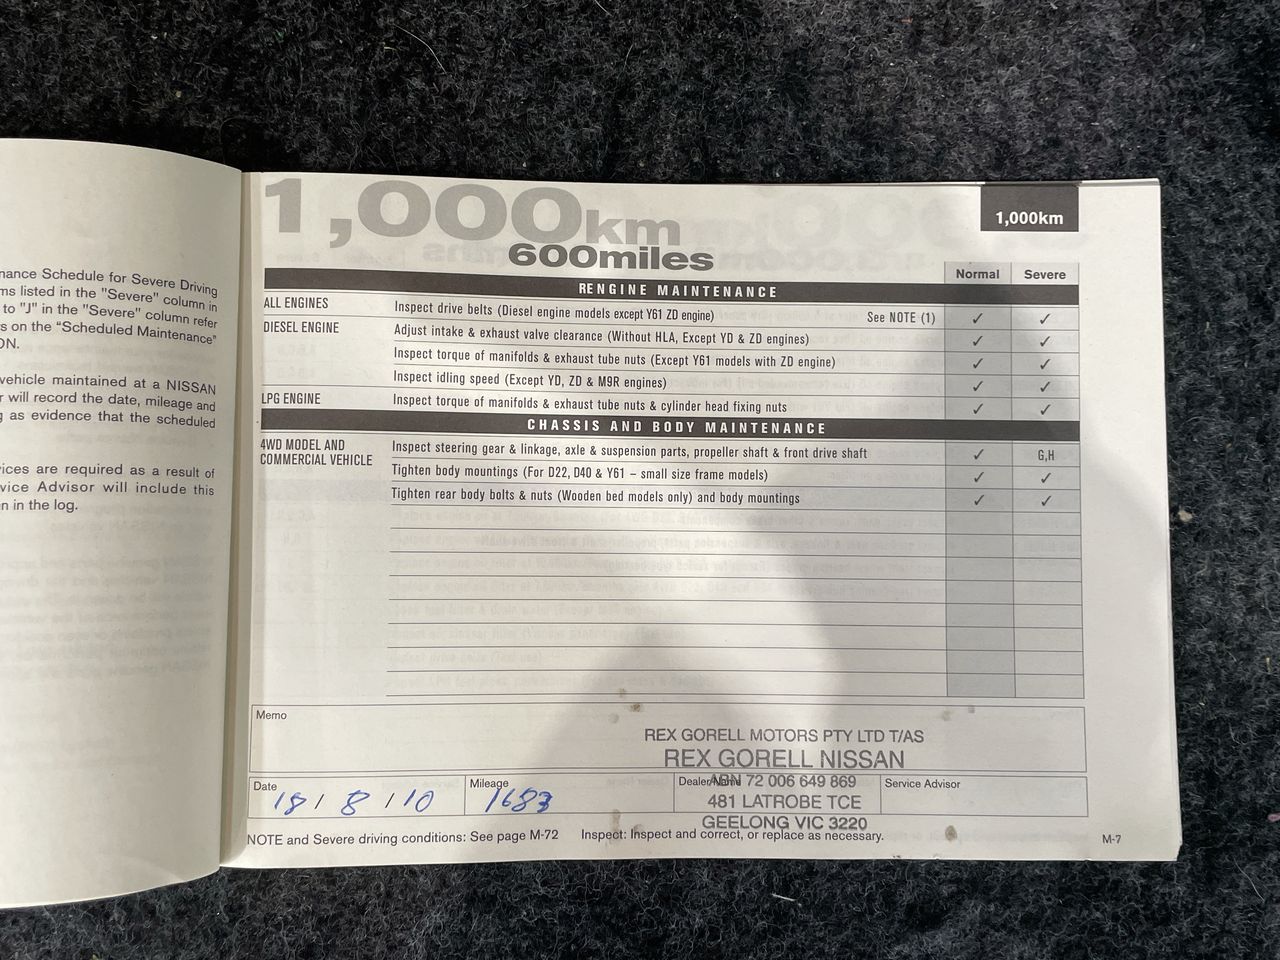 nance Schedule for Severe Driving
ms listed in the "Severe" column in
to "J" in the "Severe" column refer
s on the "Scheduled Maintenance"
ON.
vehicle maintained at a NISSAN
r will record the date, mileage and
g as evidence that the scheduled
vices are required as a result of
vice Advisor will include this
n in the log.
1,000km
600miles
1,000km
Normal Severe
RENGINE MAINTENANCE
ALL ENGINES Inspect drive belts (Diesel engine models except Y61 ZD engine) See NOTE (1) ✓ ✓
DIESEL ENGINE Adjust intake & exhaust valve clearance (Without HLA, Except YD & ZD engines) ✓ ✓
Inspect torque of manifolds & exhaust tube nuts (Except Y61 models with ZD engine) ✓ ✓
Inspect idling speed (Except YD, ZD & M9R engines) ✓ ✓
LPG ENGINE Inspect torque of manifolds & exhaust tube nuts & cylinder head fixing nuts ✓ ✓
CHASSIS AND BODY MAINTENANCE
4WD MODEL AND
COMMERCIAL VEHICLE
Inspect steering gear & linkage, axle & suspension parts, propeller shaft & front drive shaft ✓ G,H
Tighten body mountings (For D22, D40 & Y61 – small size frame models) ✓ ✓
Tighten rear body bolts & nuts (Wooden bed models only) and body mountings ✓ ✓
Memo
REX GORELL MOTORS PTY LTD T/AS
REX GORELL NISSAN
ABN 72 006 649 869
481 LATROBE TCE
GEELONG VIC 3220
Date
18 / 8 / 10
Mileage
1683
Dealer Name
Service Advisor
NOTE and Severe driving conditions: See page M-72 Inspect: Inspect and correct, or replace as necessary.
M-7